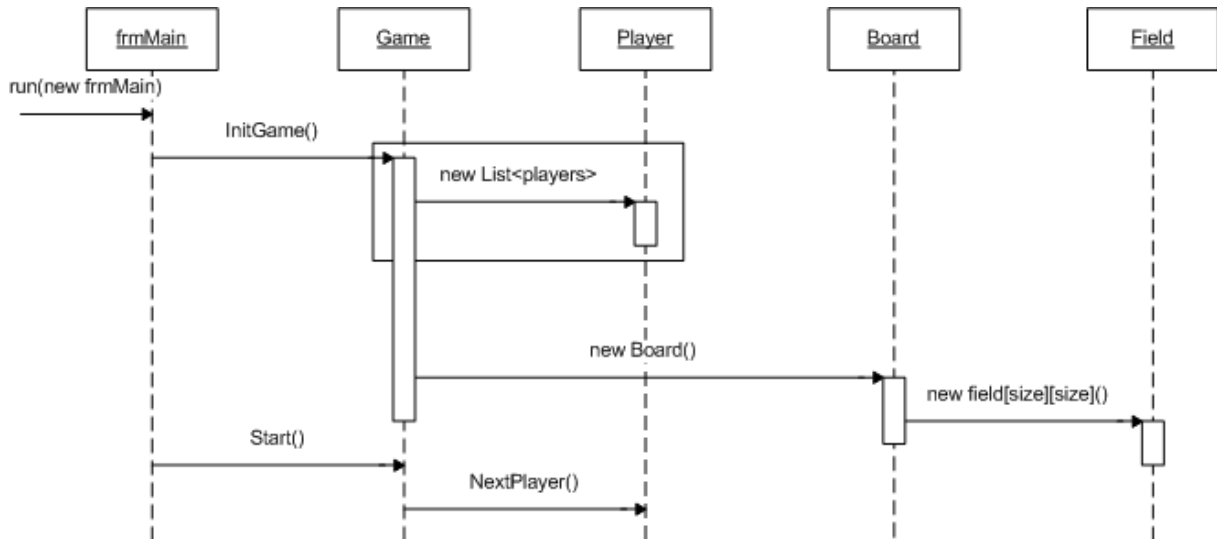 frmMain
Game
Player
Board
Field
run(new frmMain)
InitGame()
new List<players>
new Board()
new field[size][size]()
Start()
NextPlayer()